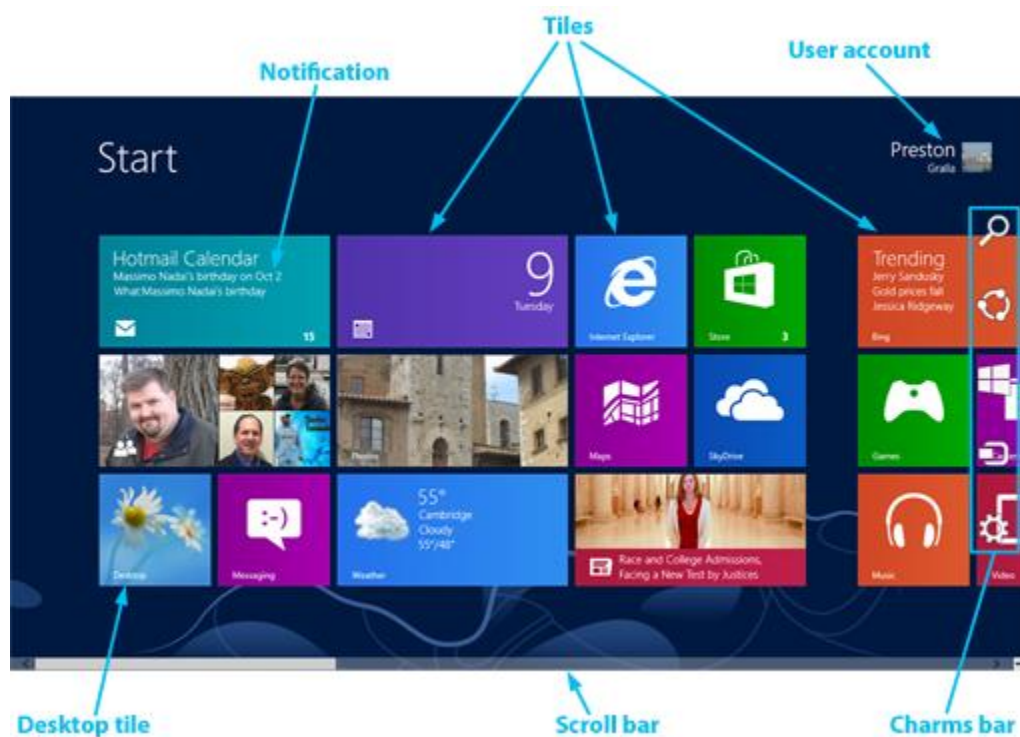 Tiles
User account
Notification
Start
Preston
Gralla
Hotmail Calendar
Massimo Nadai's birthday on Oct 2
What:Massimo Nadai's birthday
15
9
Tuesday
Internet Explorer
Store 3
Trending
Jerry Sandusky
Gold prices fall
Jessica Ridgeway
Bing
Photos
Maps
SkyDrive
Games
Desktop
:-)
Messaging
55°
Cambridge
Cloudy
55°/48°
Weather
Race and College Admissions,
Facing a New Test by Justices
Music
Video
Desktop tile
Scroll bar
Charms bar